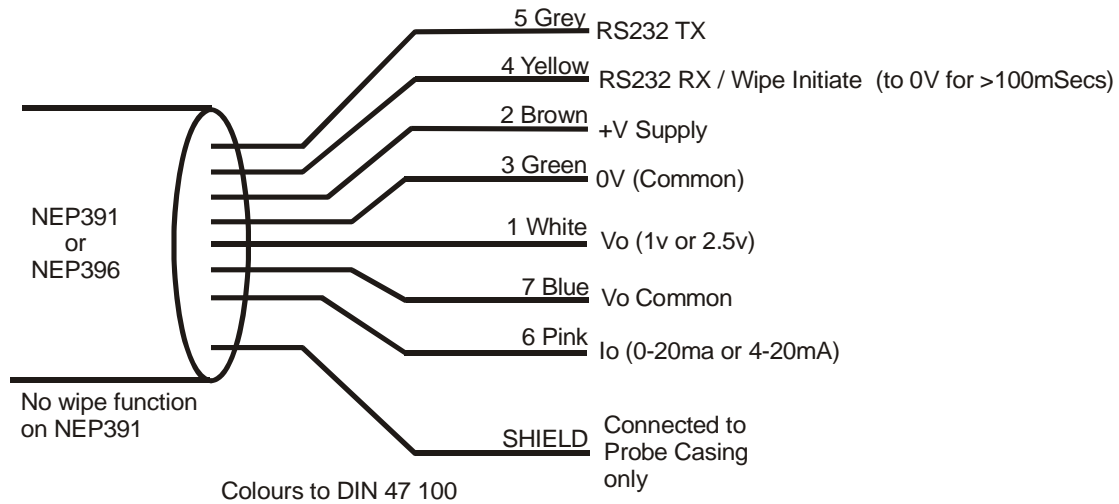 5 Grey RS232 TX
4 Yellow RS232 RX / Wipe Initiate (to 0V for >100mSecs)
2 Brown +V Supply
3 Green 0V (Common)
1 White Vo (1v or 2.5v)
7 Blue Vo Common
6 Pink Io (0-20ma or 4-20mA)
SHIELD Connected to
Probe Casing
only
NEP391
or
NEP396
No wipe function
on NEP391
Colours to DIN 47 100